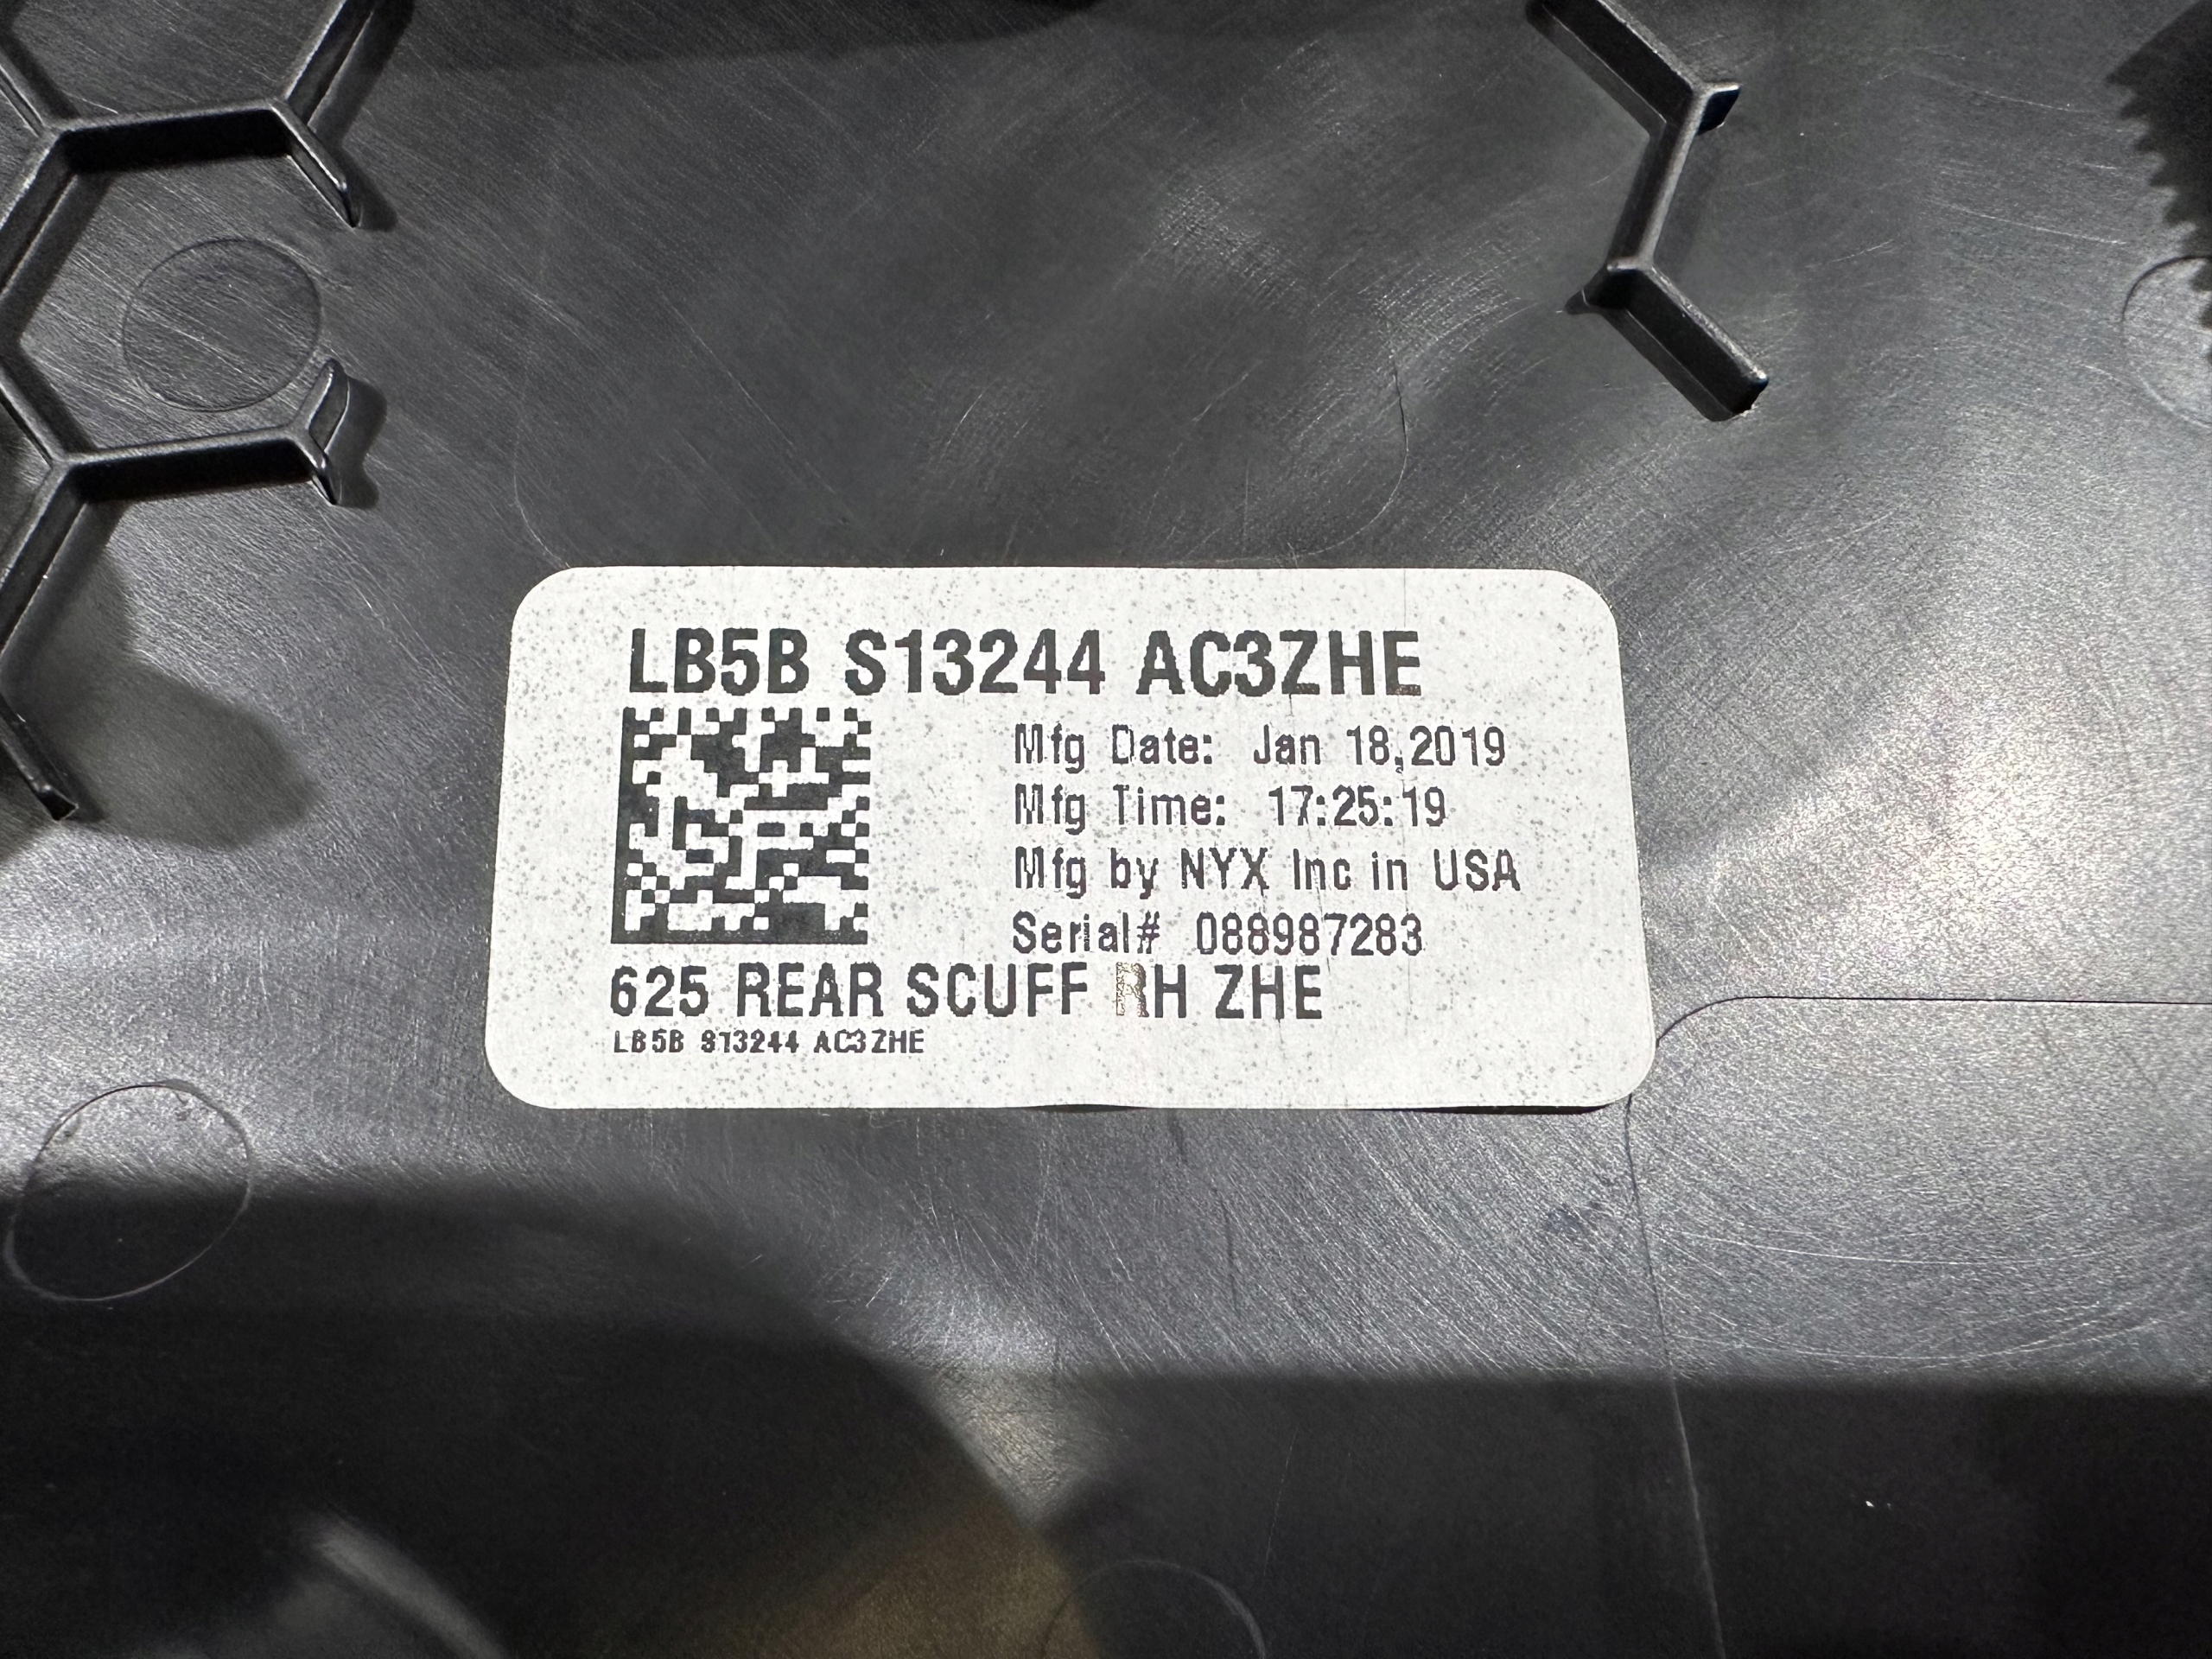 LB5B S13244 AC3ZHE
Mfg Date: Jan 18,2019
Mfg Time: 17:25:19
Mfg by NYX Inc in USA
Serial# 088987283
625 REAR SCUFF RH ZHE
LB5B S13244 AC3ZHE